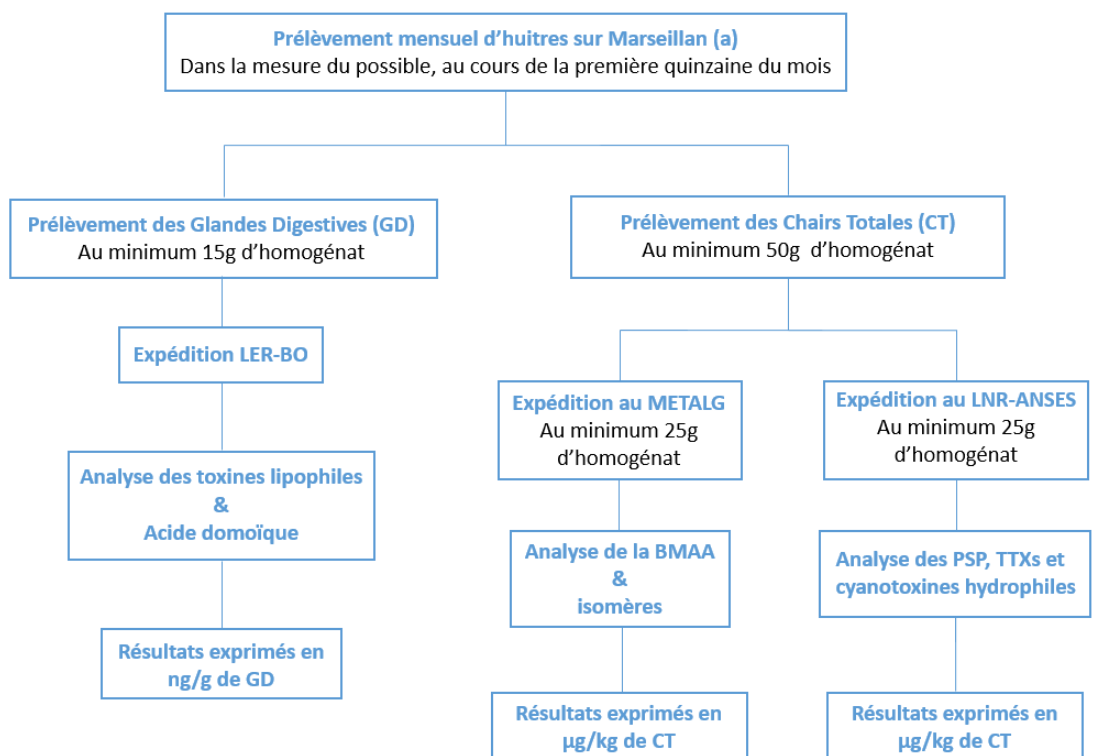 Prélèvement mensuel d'huitres sur Marseillan (a)
Dans la mesure du possible, au cours de la première quinzaine du mois
Prélèvement des Glandes Digestives (GD)
Au minimum 15g d'homogénat
Prélèvement des Chairs Totales (CT)
Au minimum 50g d'homogénat
Expédition LER-BO
Expédition au METALG
Au minimum 25g
d'homogénat
Expédition au LNR-ANSES
Au minimum 25g
d'homogénat
Analyse des toxines lipophiles
&
Acide domoïque
Analyse de la BMAA
&
isomères
Analyse des PSP, TTXs et
cyanotoxines hydrophiles
Résultats exprimés en
ng/g de GD
Résultats exprimés en
µg/kg de CT
Résultats exprimés en
µg/kg de CT